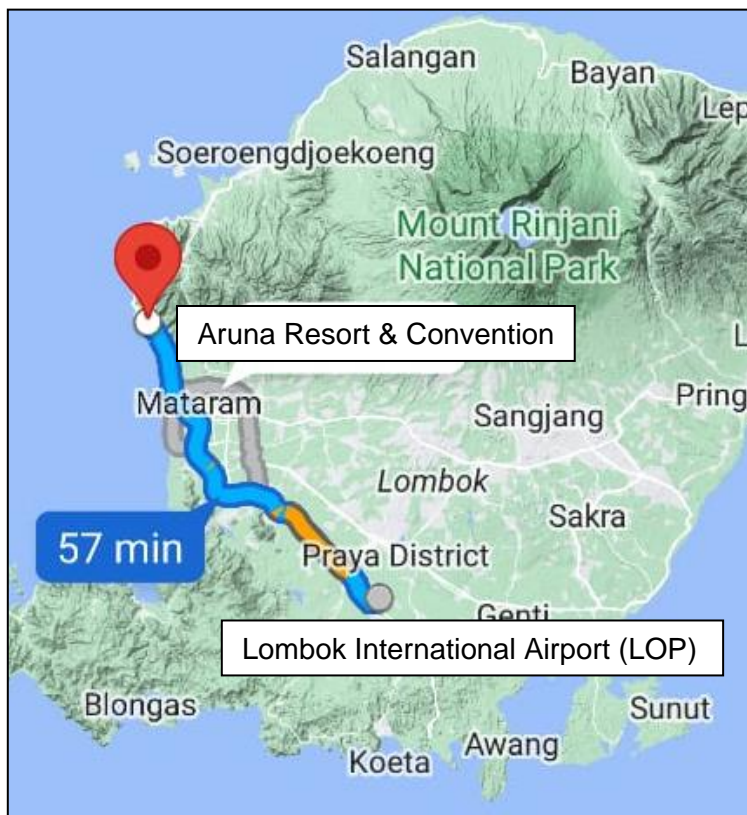 Salangan
Bayan
Lep
Soeroengdjoekoeng
Mount Rinjani
National Park
Aruna Resort & Convention
L
Mataram
Pring
Sangjang
Lombok
Sakra
57 min
Praya District
Genti
Lombok International Airport (LOP)
Blongas
Sunut
Awang
Koeta